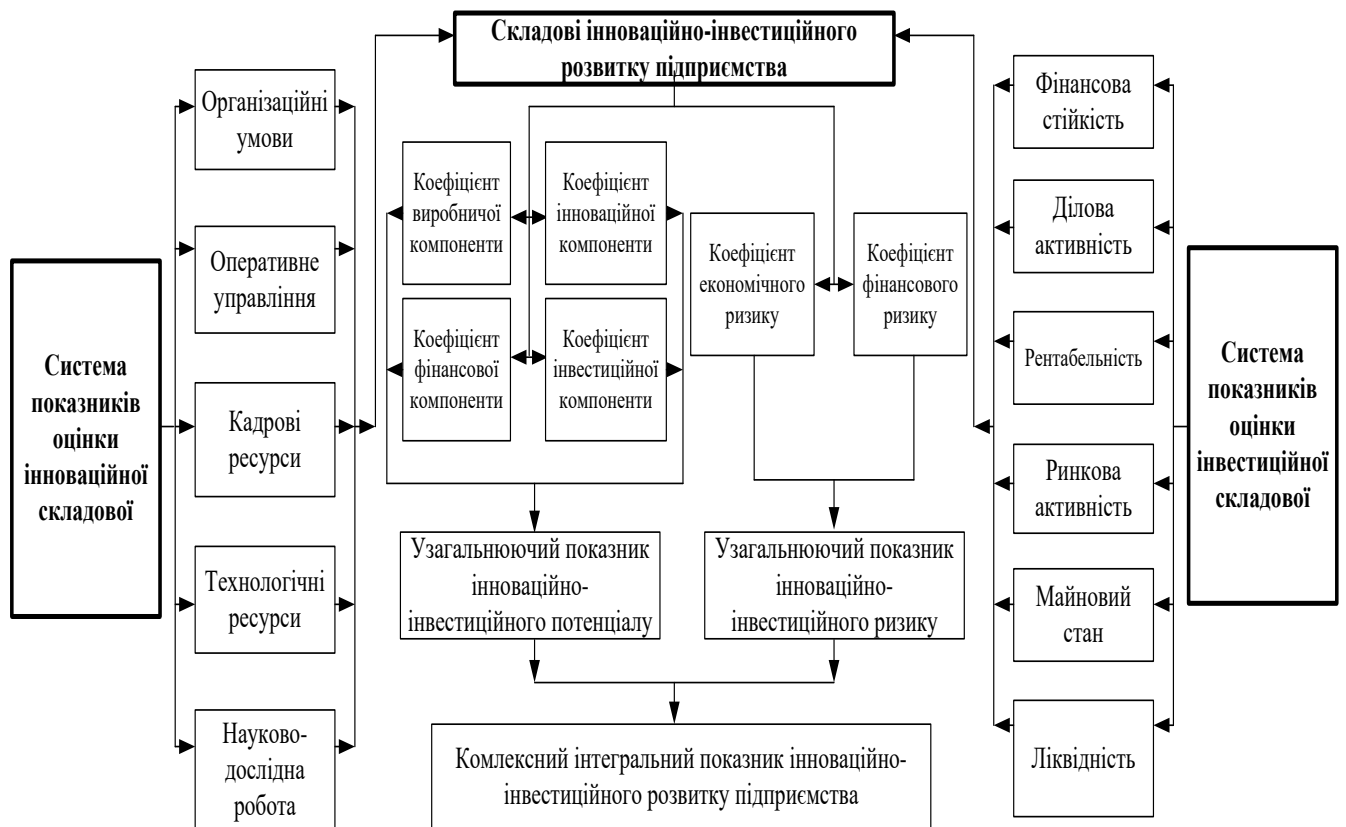 Складові інноваційно-інвестиційного
розвитку підприємства
Система
показників
оцінки
інноваційної
складової
Організаційні
умови
Оперативне
управління
Кадрові
ресурси
Технологічні
ресурси
Науково-
дослідна
робота
Коефіцієнт
виробничої
компоненти
Коефіцієнт
інноваційної
компоненти
Коефіцієнт
фінансової
компоненти
Коефіцієнт
інвестиційної
компоненти
Коефіцієнт
економічного
ризику
Коефіцієнт
фінансового
ризику
Узагальнюючий показник
інноваційно-
інвестиційного потенціалу
Узагальнюючий показник
інноваційно-
інвестиційного ризику
Комлексний інтегральний показник інноваційно-
інвестиційного розвитку підприємства
Фінансова
стійкість
Ділова
активність
Рентабельність
Ринкова
активність
Майновий
стан
Ліквідність
Система
показників
оцінки
інвестиційної
складової